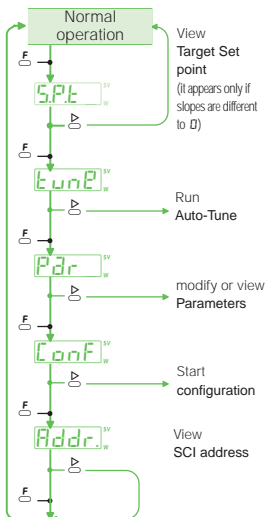 Normal
operation
View
Target Set
point
(it appears only if
slopes are different
to 0)
F
S.P.t SV
W
F
tunE SV
W
Run
Auto-Tune
F
PAr SV
W
modify or view
Parameters
F
ConF SV
W
Start
configuration
F
Addr. SV
W
View
SCI address
F